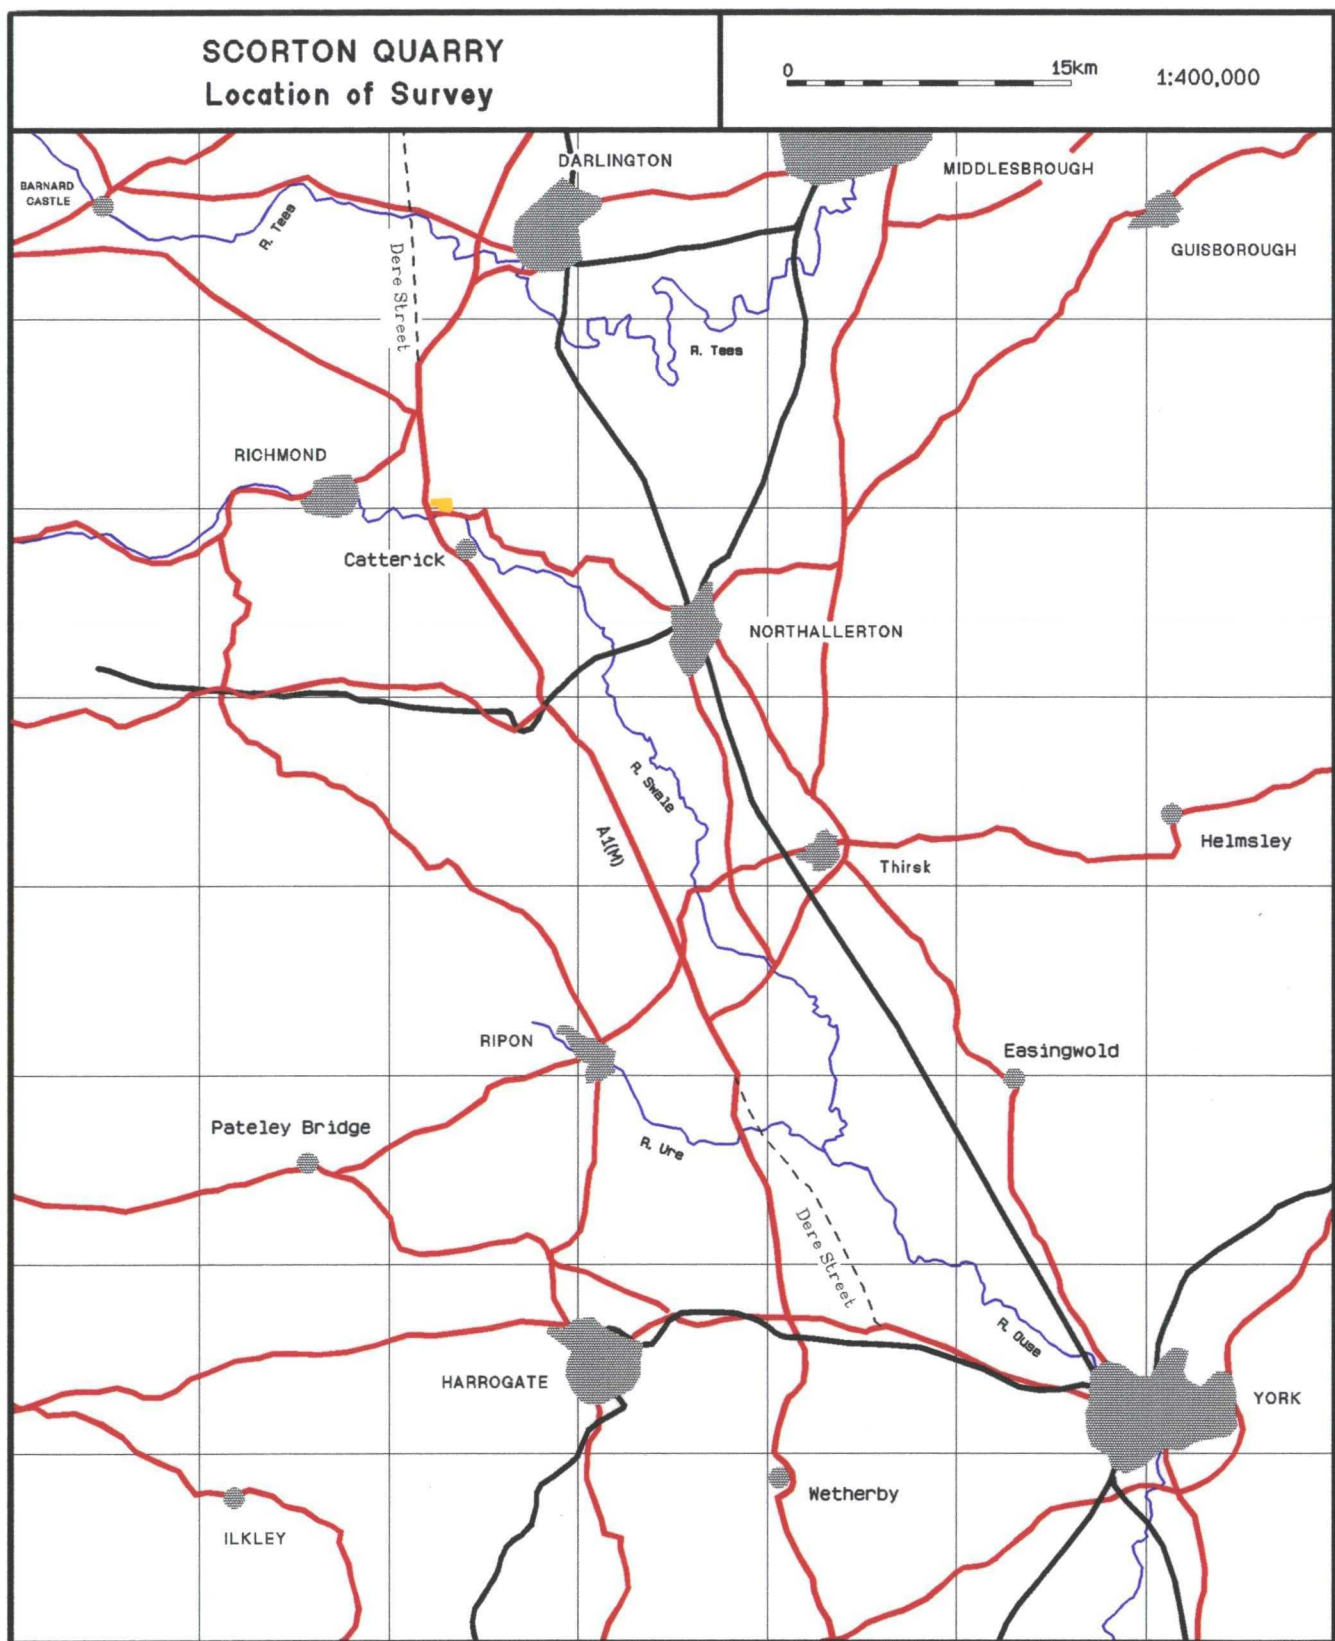 SCORTON QUARRY
Location of Survey
0 15km
1:400,000
DARLINGTON
MIDDLESBROUGH
BARNARD
CASTLE
R. Tees
GUISBOROUGH
Dere Street
R. Tees
RICHMOND
Catterick
NORTHALLERTON
R. Swale
A1(M)
Helmsley
Thirsk
RIPON
Easingwold
Pateley Bridge
R. Ure
Dere Street
R. Ouse
HARROGATE
YORK
Wetherby
ILKLEY